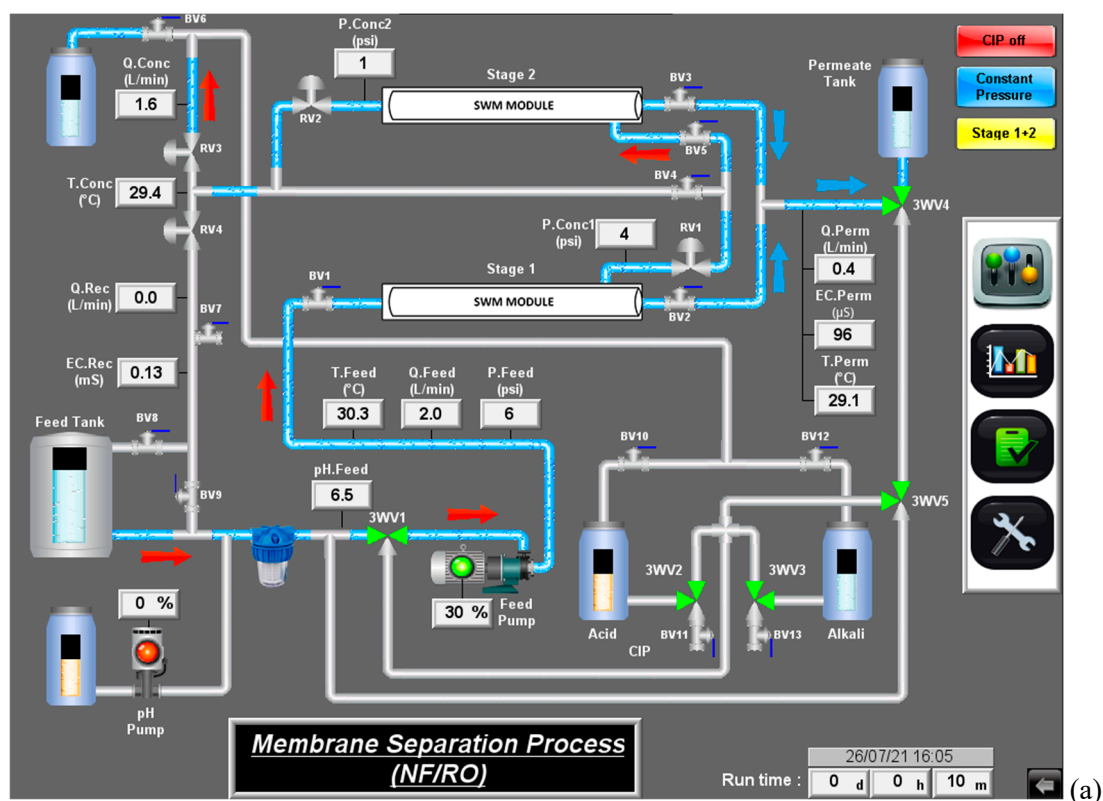 BV6
P.Conc2
(psi)
1
CIP off
Q.Conc
(L/min)
1.6
Stage 2
BV3
Permeate
Tank
Constant
Pressure
SWM MODULE
RV2
Stage 1+2
RV3
BV5
T.Conc
(°C)
29.4
BV4
3WV4
RV4
P.Conc1
(psi)
4
RV1
Q.Perm
(L/min)
0.4
Q.Rec
(L/min)
0.0
BV1
Stage 1
SWM MODULE
BV2
EC.Perm
(µS)
96
BV7
EC.Rec
(mS)
0.13
T.Feed
(°C)
30.3
Q.Feed
(L/min)
2.0
P.Feed
(psi)
6
T.Perm
(°C)
29.1
Feed Tank
BV8
BV10
BV12
pH.Feed
6.5
BV9
3WV1
3WV5
3WV2
3WV3
0 %
30 %
Feed
Pump
Acid
BV11
BV13
Alkali
CIP
pH
Pump
Membrane Separation Process
(NF/RO)
26/07/21 16:05
Run time : 0 d 0 h 10 m
(a)